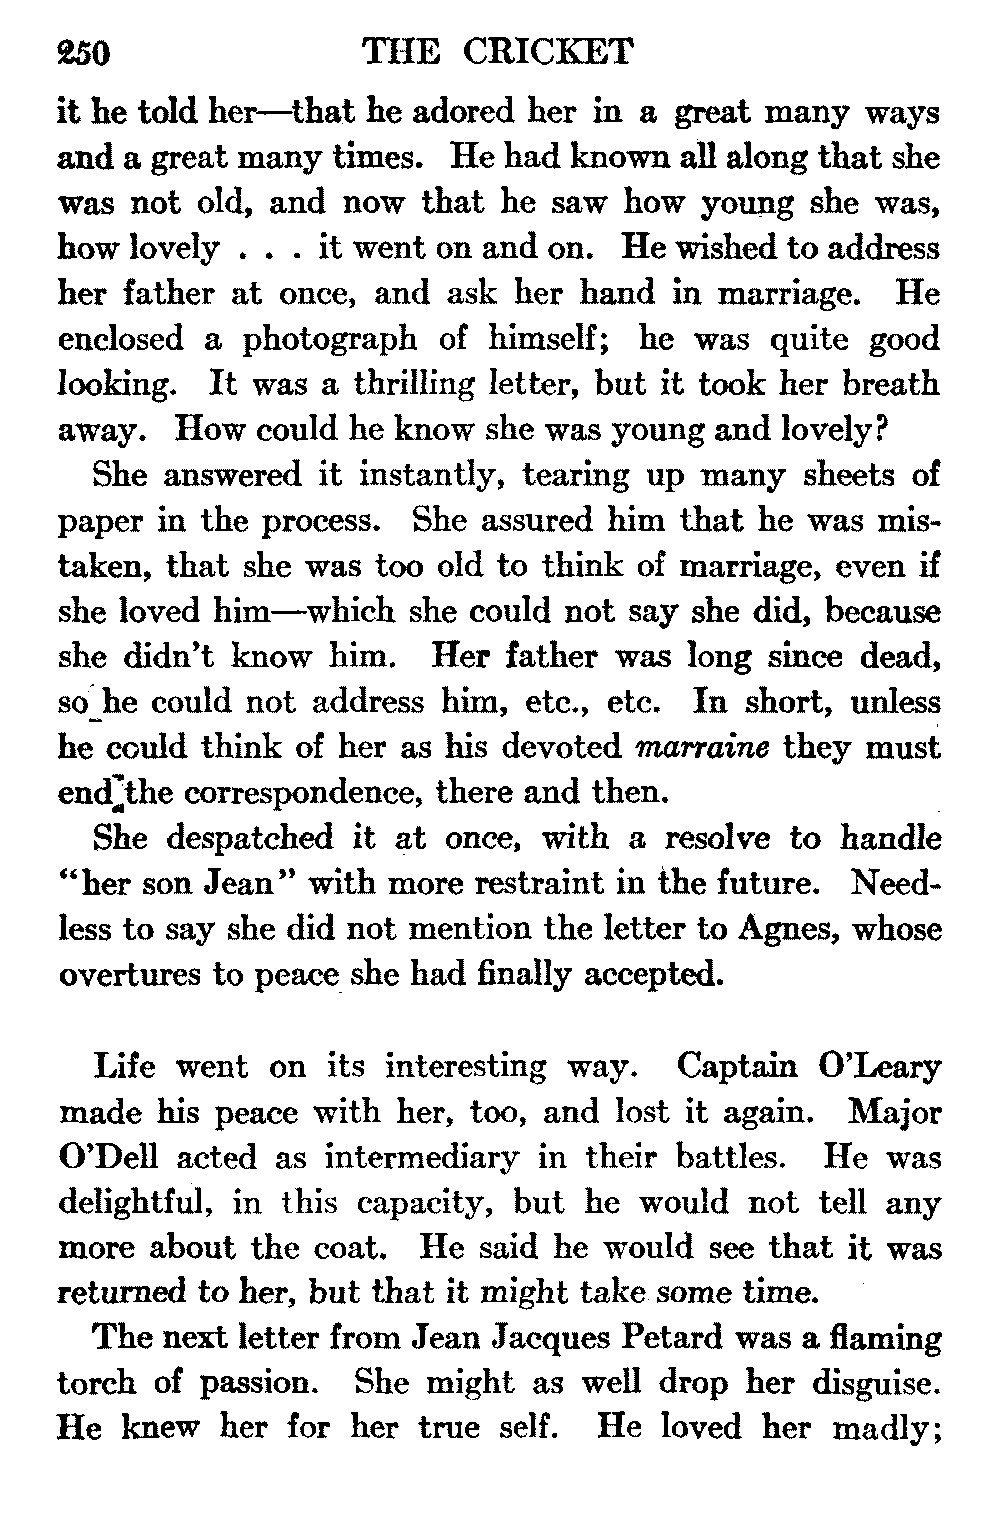 250 THE CRICKET
it he told her—that he adored her in a great many ways
and a great many times. He had known all along that she
was not old, and now that he saw how young she was,
how lovely . . . it went on and on. He wished to address
her father at once, and ask her hand in marriage. He
enclosed a photograph of himself; he was quite good
looking. It was a thrilling letter, but it took her breath
away. How could he know she was young and lovely?
She answered it instantly, tearing up many sheets of
paper in the process. She assured him that he was mis-
taken, that she was too old to think of marriage, even if
she loved him—which she could not say she did, because
she didn't know him. Her father was long since dead,
so he could not address him, etc., etc. In short, unless
he could think of her as his devoted marraine they must
end the correspondence, there and then.
She despatched it at once, with a resolve to handle
"her son Jean" with more restraint in the future. Need-
less to say she did not mention the letter to Agnes, whose
overtures to peace she had finally accepted.
Life went on its interesting way. Captain O'Leary
made his peace with her, too, and lost it again. Major
O'Dell acted as intermediary in their battles. He was
delightful, in this capacity, but he would not tell any
more about the coat. He said he would see that it was
returned to her, but that it might take some time.
The next letter from Jean Jacques Petard was a flaming
torch of passion. She might as well drop her disguise.
He knew her for her true self. He loved her madly;